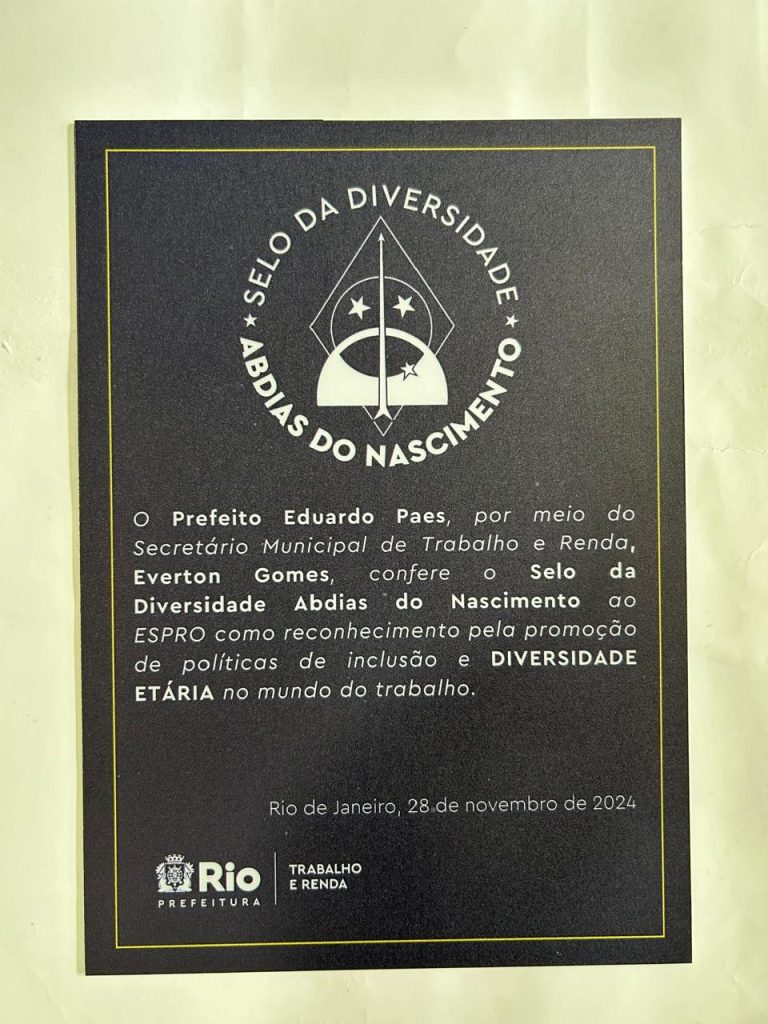 SELO DA DIVERSIDADE
ABDIAS DO NASCIMENTO
O Prefeito Eduardo Paes, por meio do
Secretário Municipal de Trabalho e Renda,
Everton Gomes, confere o Selo da
Diversidade Abdias do Nascimento ao
ESPRO como reconhecimento pela promoção
de políticas de inclusão e DIVERSIDADE
ETÁRIA no mundo do trabalho.
Rio de Janeiro, 28 de novembro de 2024
Rio
PREFEITURA
TRABALHO
E RENDA